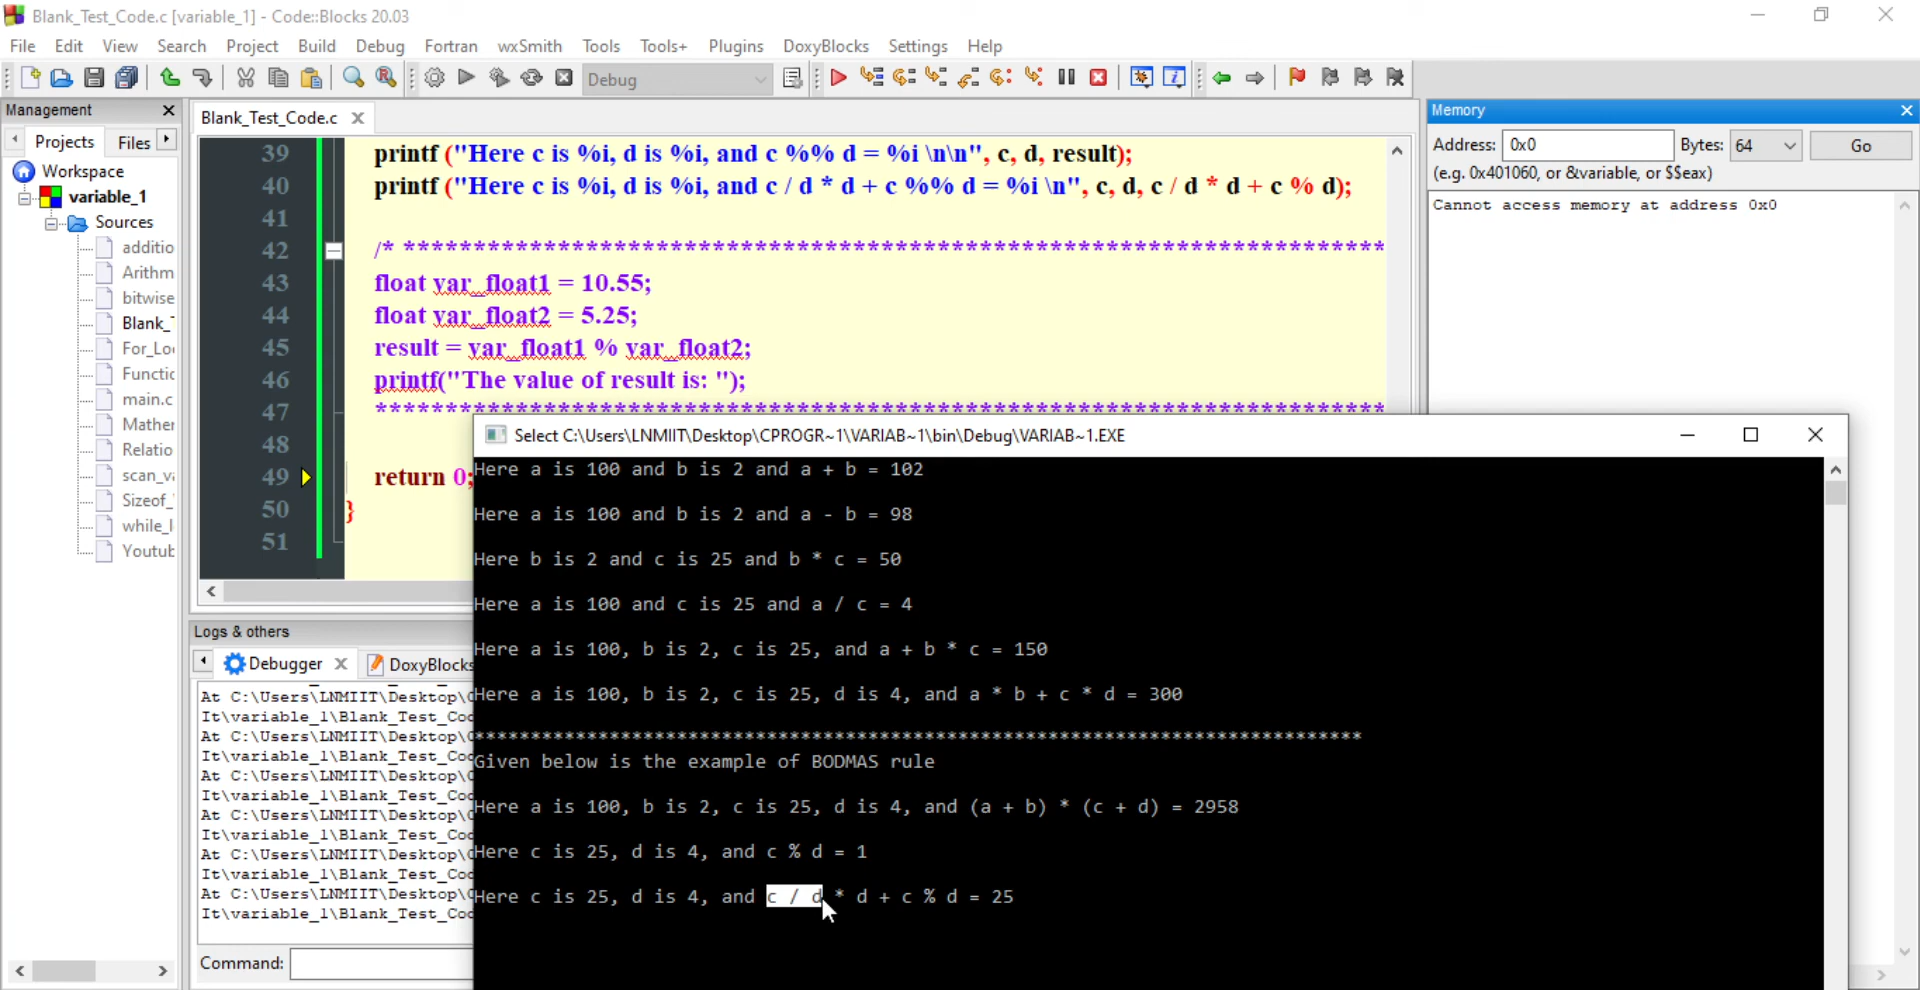 Blank_Test_Code.c [variable_1] - Code::Blocks 20.03
File Edit View Search Project Build Debug Fortran wxSmith Tools Tools+ Plugins DoxyBlocks Settings Help
Debug
Management
Projects Files
Workspace
variable_1
Sources
additio
Arithm
bitwise
Blank_
For_Lo
Functio
main.c
Mather
Relatio
scan_va
Sizeof_
while_l
Youtub
Blank_Test_Code.c
39 printf ("Here c is %i, d is %i, and c %% d = %i \n\n", c, d, result);
40 printf ("Here c is %i, d is %i, and c / d * d + c %% d = %i \n", c, d, c / d * d + c % d);
41
42 /* **********************************************************************
43 float var_float1 = 10.55;
44 float var_float2 = 5.25;
45 result = var_float1 % var_float2;
46 printf("The value of result is: ");
47 ************************************************************************
48
49 return 0;
50 }
51
Memory
Address: 0x0 Bytes: 64 Go
(e.g. 0x401060, or &variable, or $$eax)
Cannot access memory at address 0x0
Logs & others
Debugger DoxyBlocks
At C:\Users\LNMIIT\Desktop\
It\variable_1\Blank_Test_Cod
At C:\Users\LNMIIT\Desktop\
It\variable_1\Blank_Test_Cod
At C:\Users\LNMIIT\Desktop\
It\variable_1\Blank_Test_Cod
At C:\Users\LNMIIT\Desktop\
It\variable_1\Blank_Test_Cod
At C:\Users\LNMIIT\Desktop\
It\variable_1\Blank_Test_Cod
At C:\Users\LNMIIT\Desktop\
It\variable_1\Blank_Test_Cod
Command:
Select C:\Users\LNMIIT\Desktop\CPROGR~1\VARIAB~1\bin\Debug\VARIAB~1.EXE
Here a is 100 and b is 2 and a + b = 102
Here a is 100 and b is 2 and a - b = 98
Here b is 2 and c is 25 and b * c = 50
Here a is 100 and c is 25 and a / c = 4
Here a is 100, b is 2, c is 25, and a + b * c = 150
Here a is 100, b is 2, c is 25, d is 4, and a * b + c * d = 300
*******************************************************************************
Given below is the example of BODMAS rule
Here a is 100, b is 2, c is 25, d is 4, and (a + b) * (c + d) = 2958
Here c is 25, d is 4, and c % d = 1
Here c is 25, d is 4, and c / d * d + c % d = 25